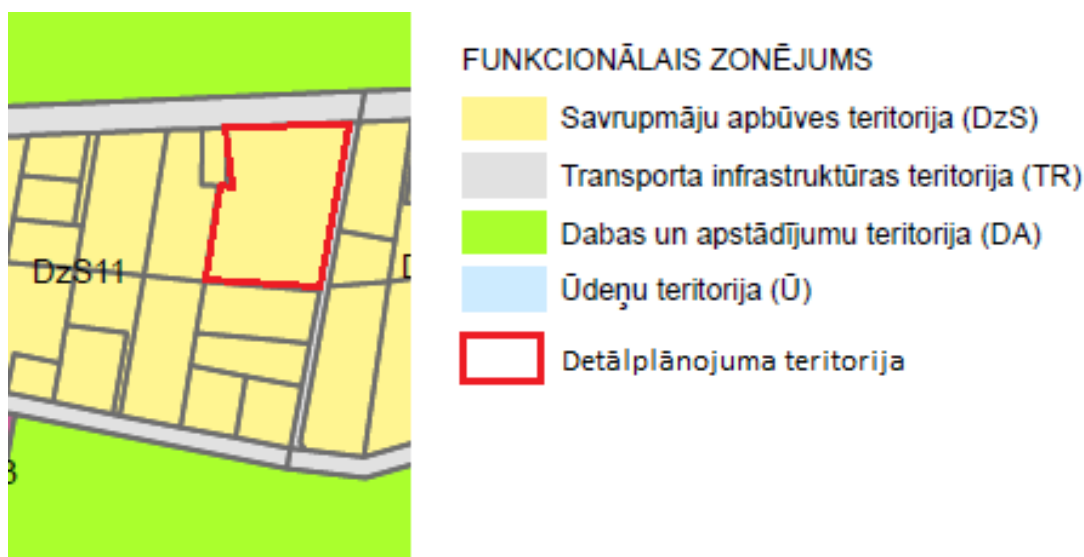 FUNKCIONĀLAIS ZONĒJUMS
Savrupmāju apbūves teritorija (DzS)
Transporta infrastruktūras teritorija (TR)
Dabas un apstādījumu teritorija (DA)
Ūdeņu teritorija (Ū)
Detālplānojuma teritorija
DzS11